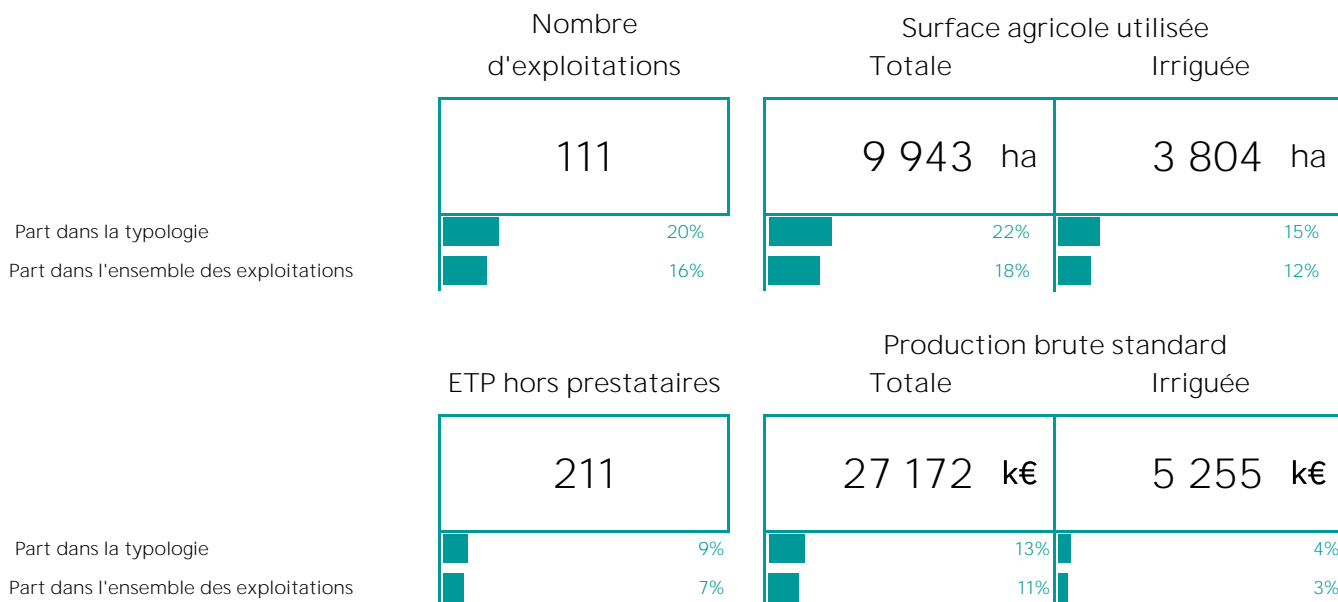 Nombre d'exploitations
Surface agricole utilisée
Totale Irriguée
111 9 943 ha 3 804 ha
Part dans la typologie 20% 22% 15%
Part dans l'ensemble des exploitations 16% 18% 12%
Production brute standard
ETP hors prestataires Totale Irriguée
211 27 172 k€ 5 255 k€
Part dans la typologie 9% 13% 4%
Part dans l'ensemble des exploitations 7% 11% 3%